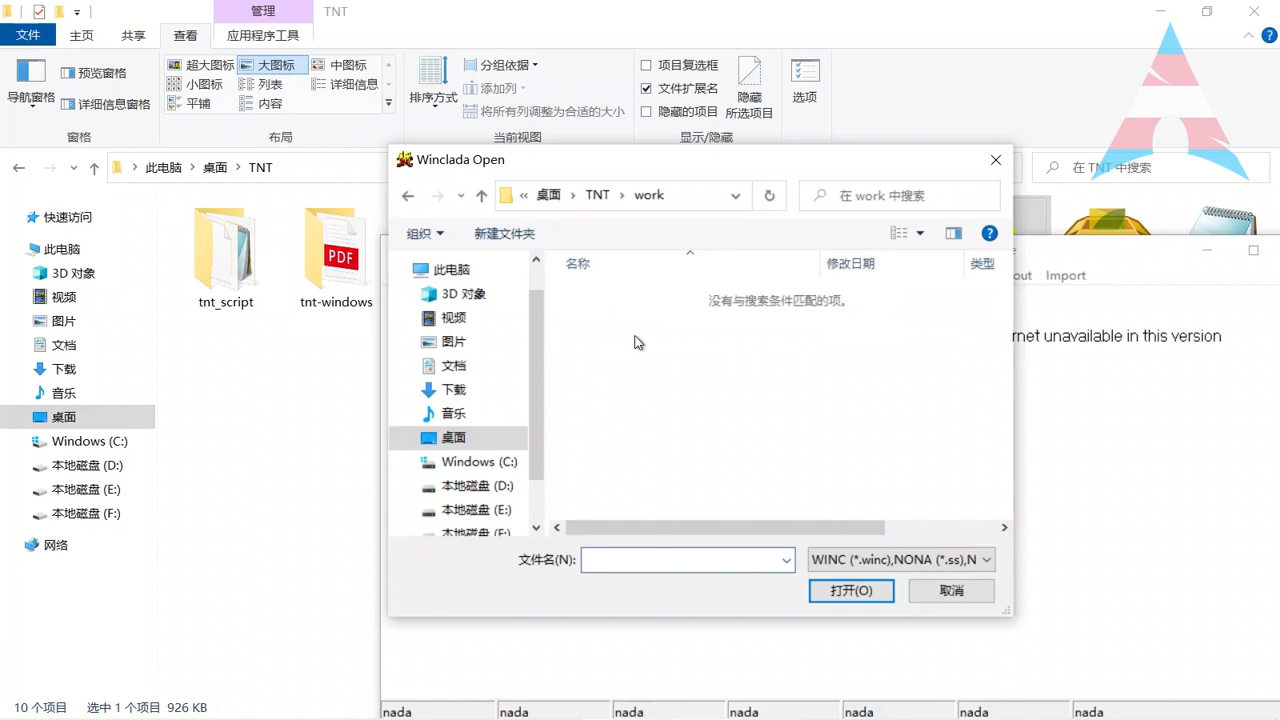 管理
TNT
文件
主页
共享
查看
应用程序工具
导航窗格
预览窗格
详细信息窗格
窗格
超大图标
大图标
中图标
小图标
列表
详细信息
平铺
内容
布局
排序方式
分组依据
添加列
将所有列调整为合适的大小
当前视图
项目复选框
文件扩展名
隐藏的项目
隐藏
所选项目
显示/隐藏
选项
此电脑
桌面
TNT
在 TNT 中搜索
快速访问
此电脑
3D 对象
视频
图片
文档
下载
音乐
桌面
Windows (C:)
本地磁盘 (D:)
本地磁盘 (E:)
本地磁盘 (F:)
网络
tnt_script
PDF
tnt-windows
Winclada Open
« 桌面 › TNT › work
在 work 中搜索
组织
新建文件夹
此电脑
3D 对象
视频
图片
文档
下载
音乐
桌面
Windows (C:)
本地磁盘 (D:)
本地磁盘 (E:)
本地磁盘 (F:)
名称
修改日期
类型
没有与搜索条件匹配的项。
文件名(N):
WINC (*.winc),NONA (*.ss),N
打开(O)
取消
out
Import
rnet unavailable in this version
10 个项目
选中 1 个项目 926 KB
nada
nada
nada
nada
nada
nada
nada